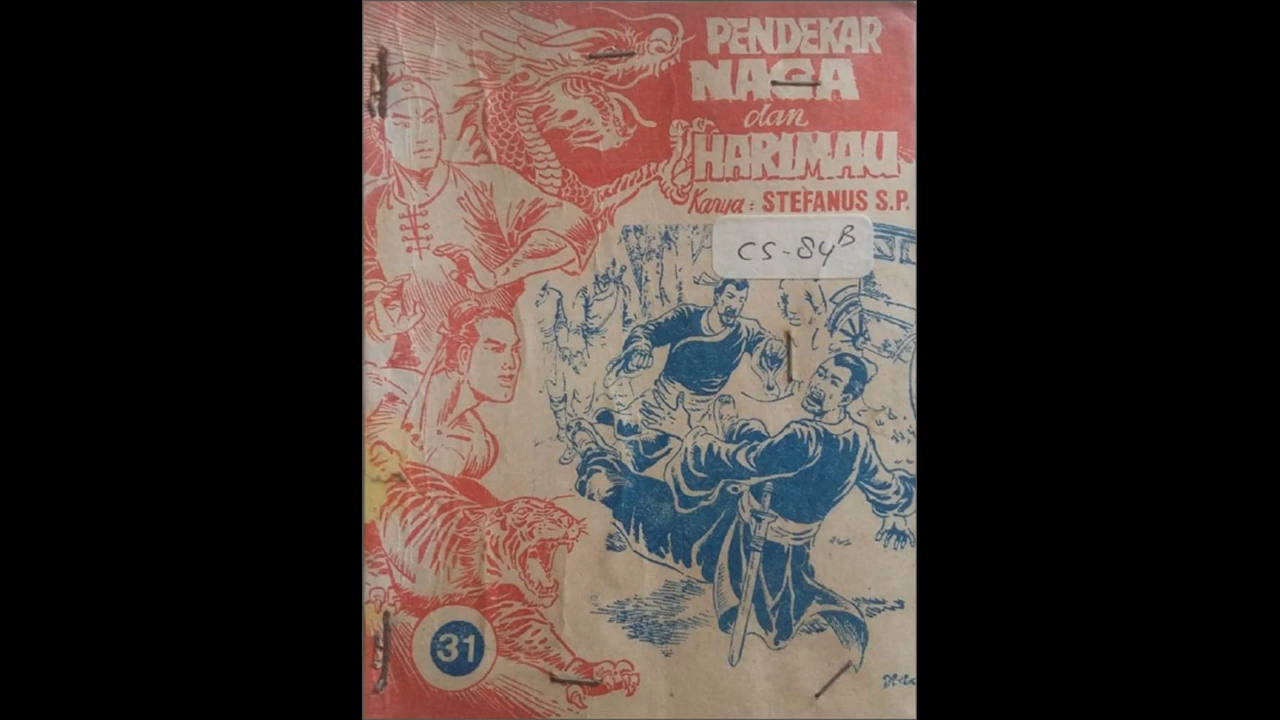 PENDEKAR
NAGA
dan
HARIMAU
Karya : STEFANUS S.P.
CS-84B
31